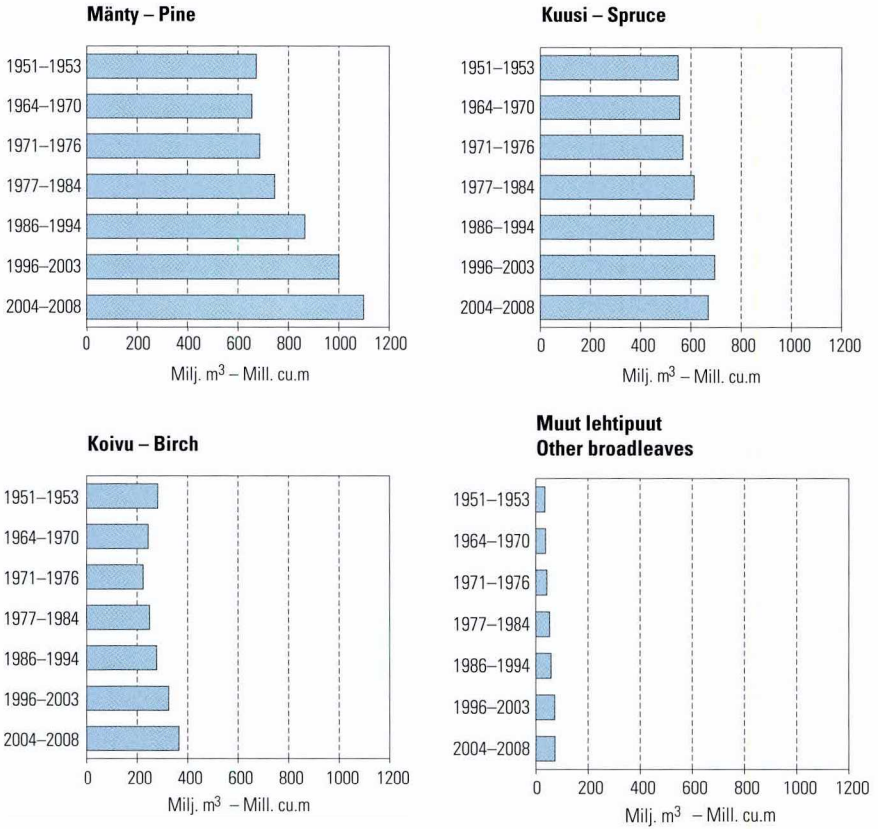 Mänty – Pine
1951–1953
1964–1970
1971–1976
1977–1984
1986–1994
1996–2003
2004–2008
0 200 400 600 800 1000 1200
Milj. m³ – Mill. cu.m
Kuusi – Spruce
1951–1953
1964–1970
1971–1976
1977–1984
1986–1994
1996–2003
2004–2008
0 200 400 600 800 1000 1200
Milj. m³ – Mill. cu.m
Koivu – Birch
1951–1953
1964–1970
1971–1976
1977–1984
1986–1994
1996–2003
2004–2008
0 200 400 600 800 1000 1200
Milj. m³ – Mill. cu.m
Muut lehtipuut
Other broadleaves
1951–1953
1964–1970
1971–1976
1977–1984
1986–1994
1996–2003
2004–2008
0 200 400 600 800 1000 1200
Milj. m³ – Mill. cu.m